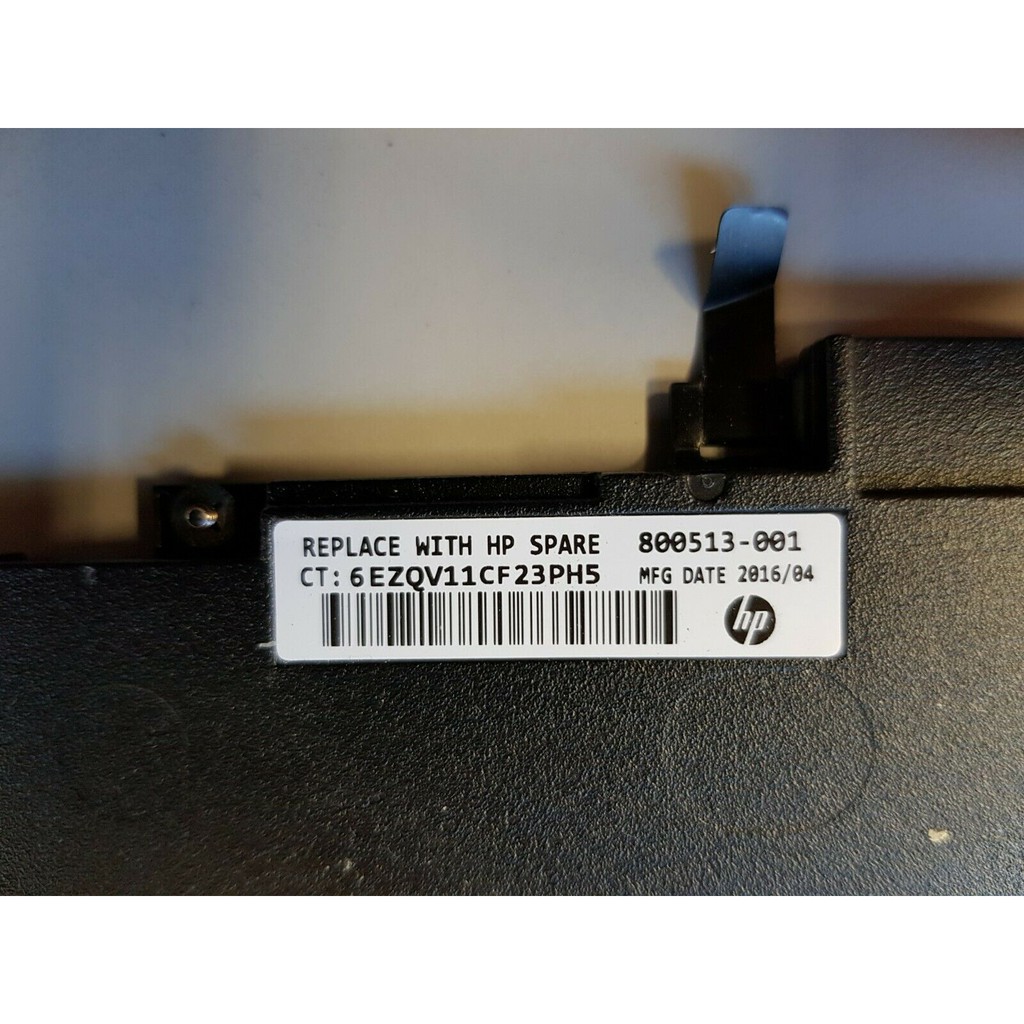 REPLACE WITH HP SPARE 800513-001
CT: 6EZQV11CF23PH5 MFG DATE 2016/04
hp